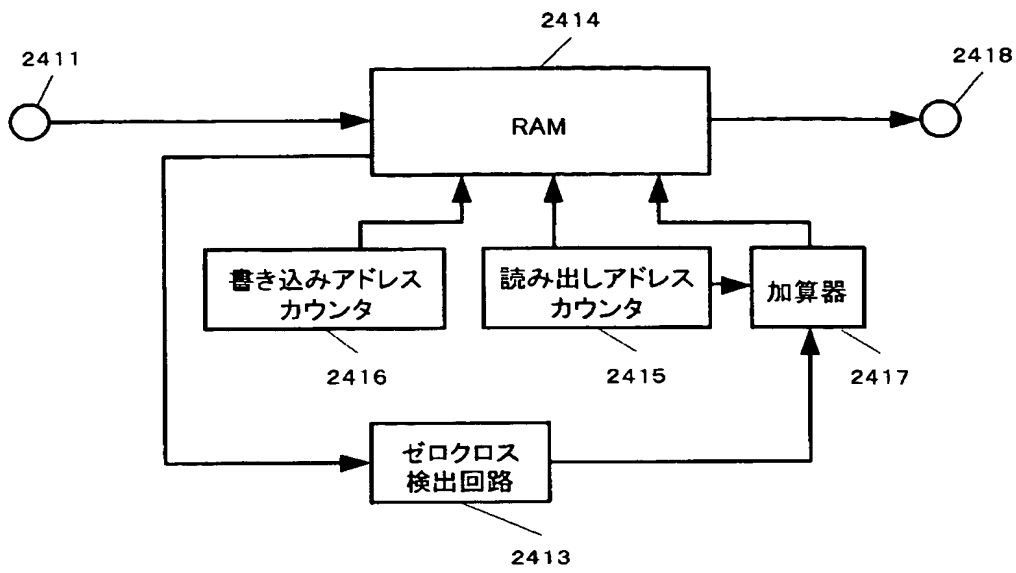 2414
2411
2418
RAM
書き込みアドレス
カウンタ
読み出しアドレス
カウンタ
加算器
2416
2415
2417
ゼロクロス
検出回路
2413